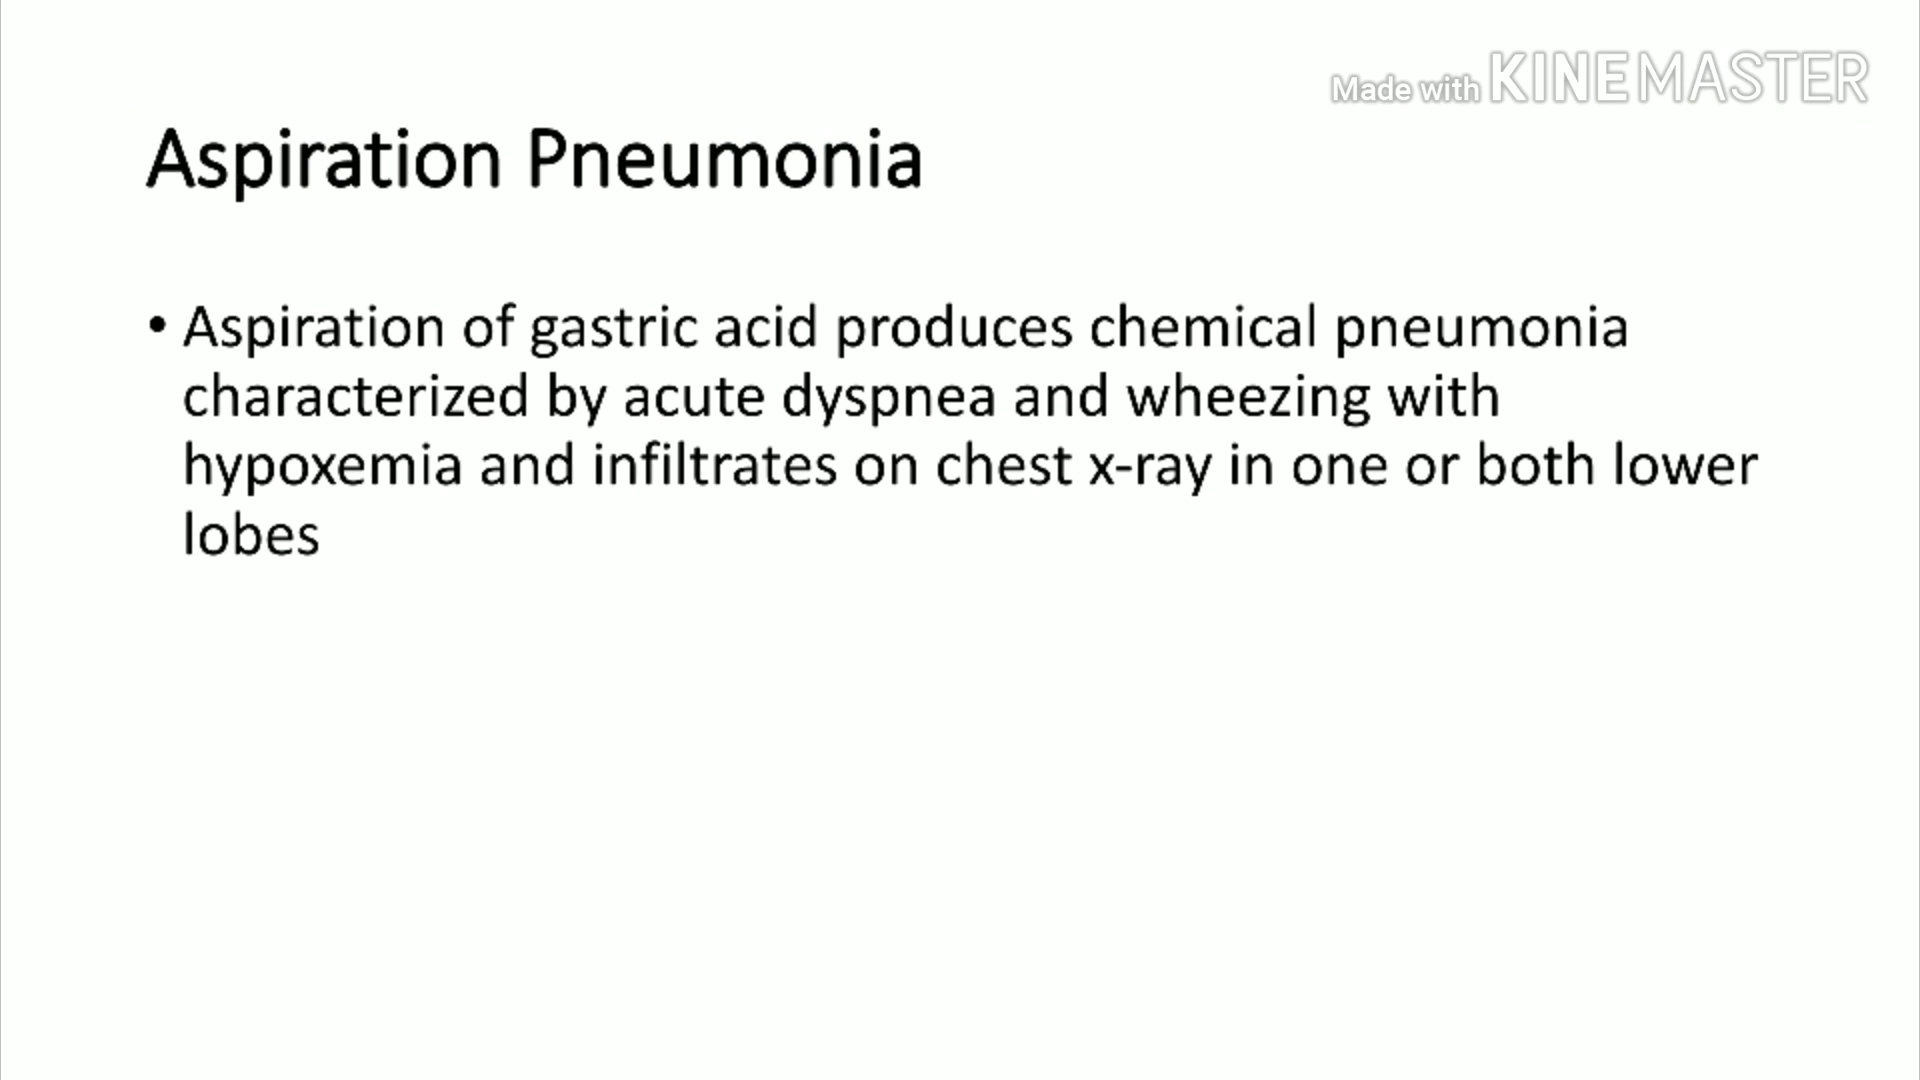 Made with KINEMASTER
Aspiration Pneumonia
• Aspiration of gastric acid produces chemical pneumonia
characterized by acute dyspnea and wheezing with
hypoxemia and infiltrates on chest x-ray in one or both lower
lobes